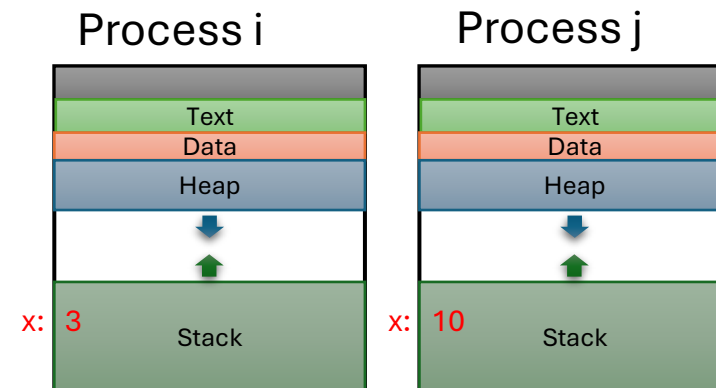 Process i
Process j
Text
Text
Data
Data
Heap
Heap
x: 3
Stack
x: 10
Stack